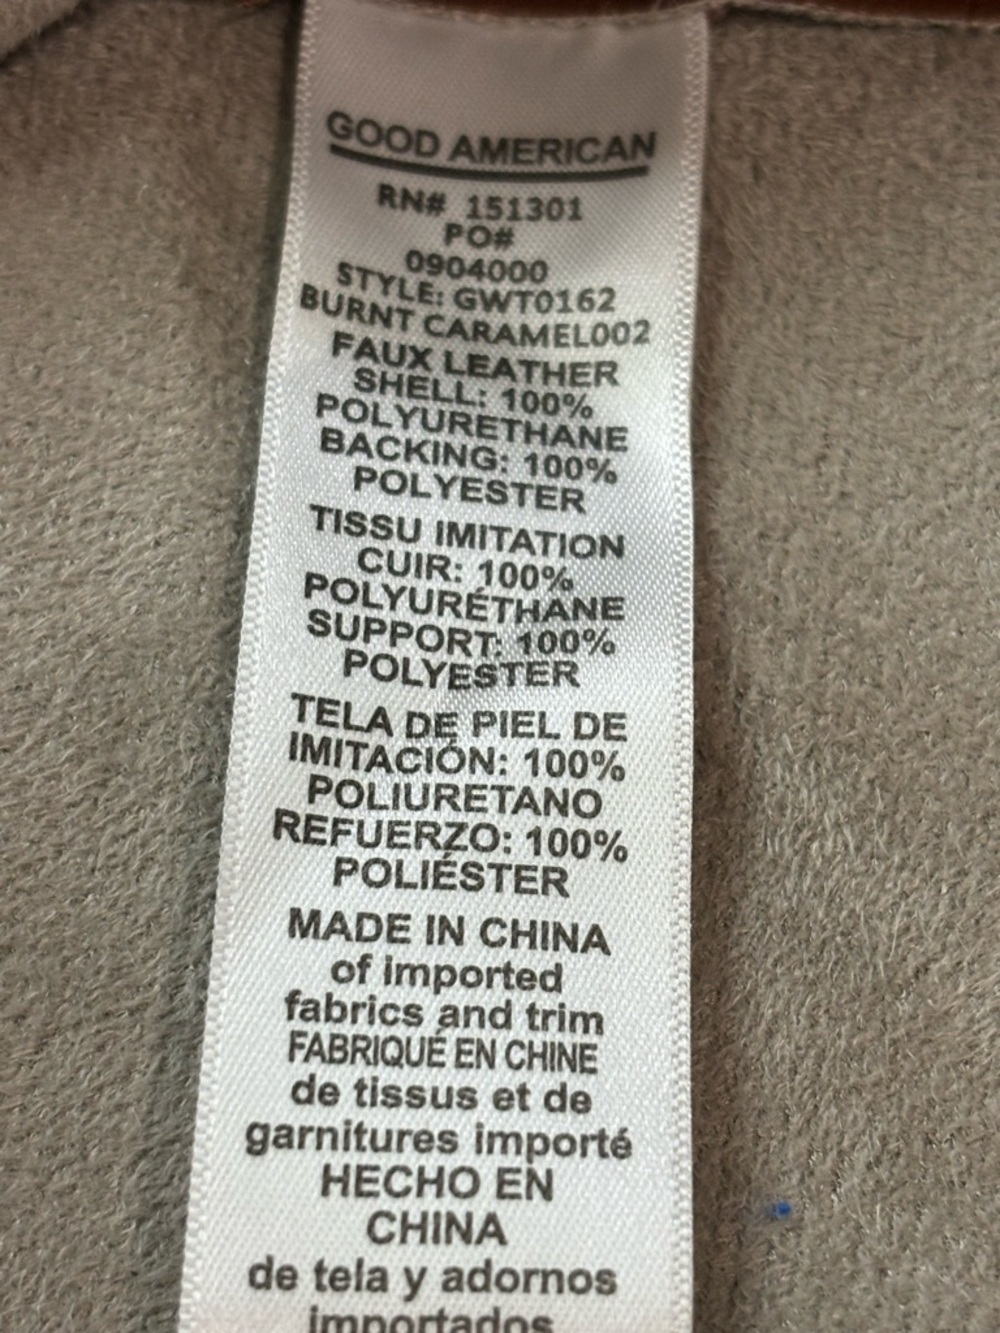 GOOD AMERICAN
RN# 151301
PO#
0904000
STYLE: GWT0162
BURNT CARAMEL002
FAUX LEATHER
SHELL: 100%
POLYURETHANE
BACKING: 100%
POLYESTER
TISSU IMITATION
CUIR: 100%
POLYURÉTHANE
SUPPORT: 100%
POLYESTER
TELA DE PIEL DE
IMITACIÓN: 100%
POLIURETANO
REFUERZO: 100%
POLIÉSTER
MADE IN CHINA
of imported
fabrics and trim
FABRIQUÉ EN CHINE
de tissus et de
garnitures importé
HECHO EN
CHINA
de tela y adornos
importados